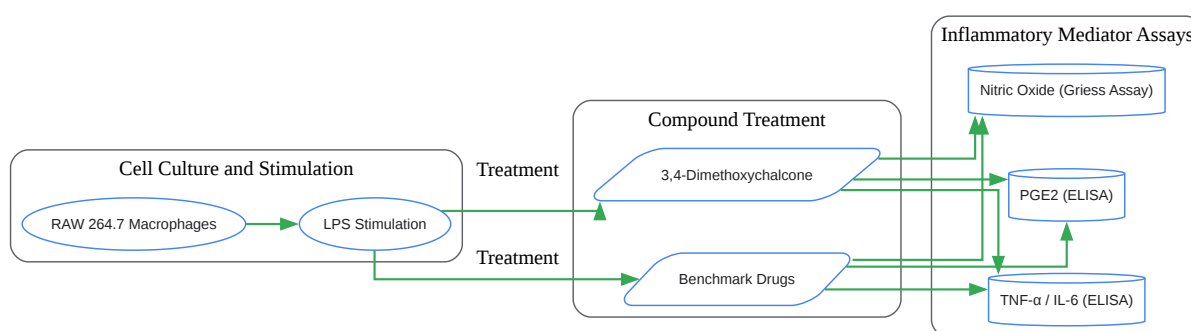 Cell Culture and Stimulation
RAW 264.7 Macrophages
LPS Stimulation
Treatment
Treatment
Compound Treatment
3,4-Dimethoxychalcone
Benchmark Drugs
Inflammatory Mediator Assays
Nitric Oxide (Griess Assay)
PGE2 (ELISA)
TNF-α / IL-6 (ELISA)